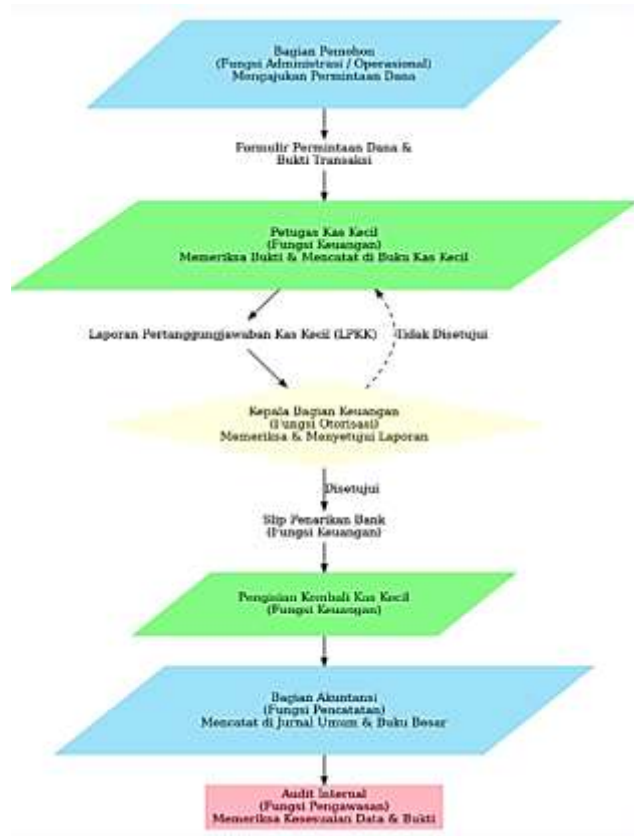 Bagian Pemohon
(Fungsi Administrasi / Operasional)
Mengajukan Permintaan Dana
Formulir Permintaan Dana &
Bukti Transaksi
Petugas Kas Kecil
(Fungsi Keuangan)
Memeriksa Bukti & Mencatat di Buku Kas Kecil
Laporan Pertanggungjawaban Kas Kecil (LPKK)
Tidak Disetujui
Kepala Bagian Keuangan
(Fungsi Otorisasi)
Memeriksa & Menyetujui Laporan
Disetujui
Slip Penarikan Bank
(Fungsi Keuangan)
Pengisian Kembali Kas Kecil
(Fungsi Keuangan)
Bagian Akuntansi
(Fungsi Pencatatan)
Mencatat di Jurnal Umum & Buku Besar
Audit Internal
(Fungsi Pengawasan)
Memeriksa Kesesuaian Data & Bukti